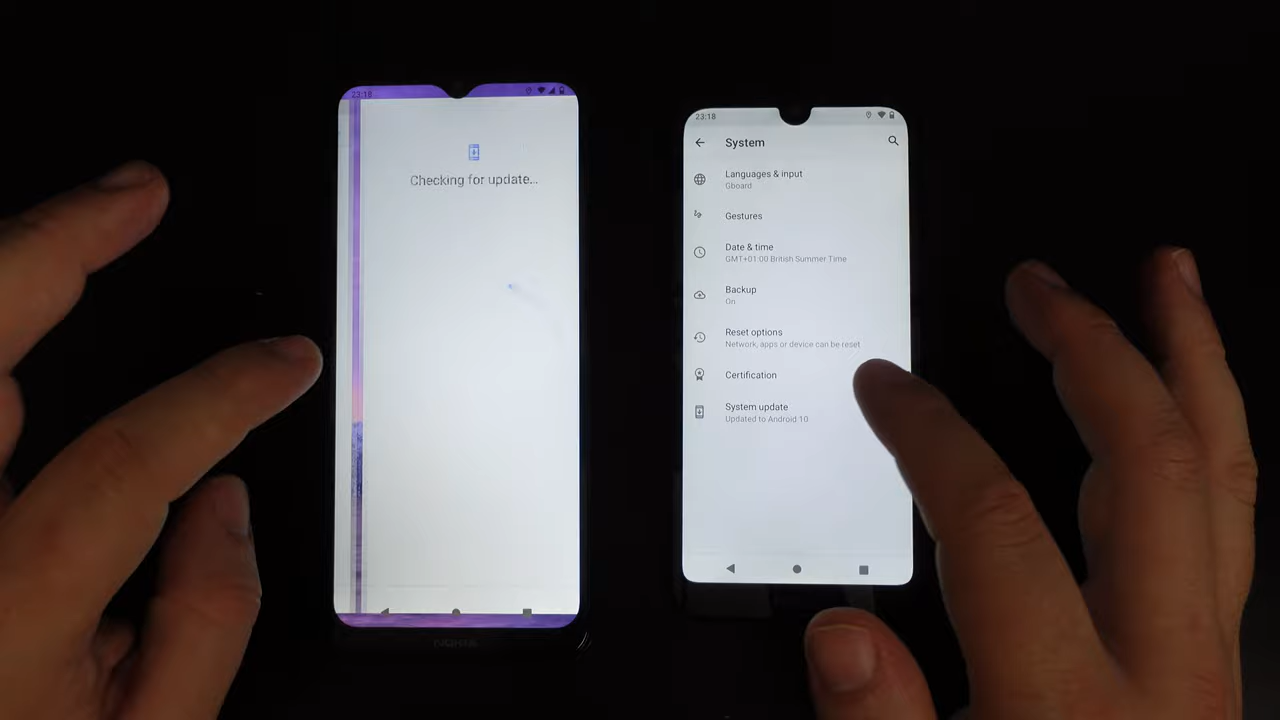 23:18
Checking for update...
NOKIA
23:18
System
Languages & input
Gboard
Gestures
Date & time
GMT+01:00 British Summer Time
Backup
On
Reset options
Network, apps or device can be reset
Certification
System update
Updated to Android 10